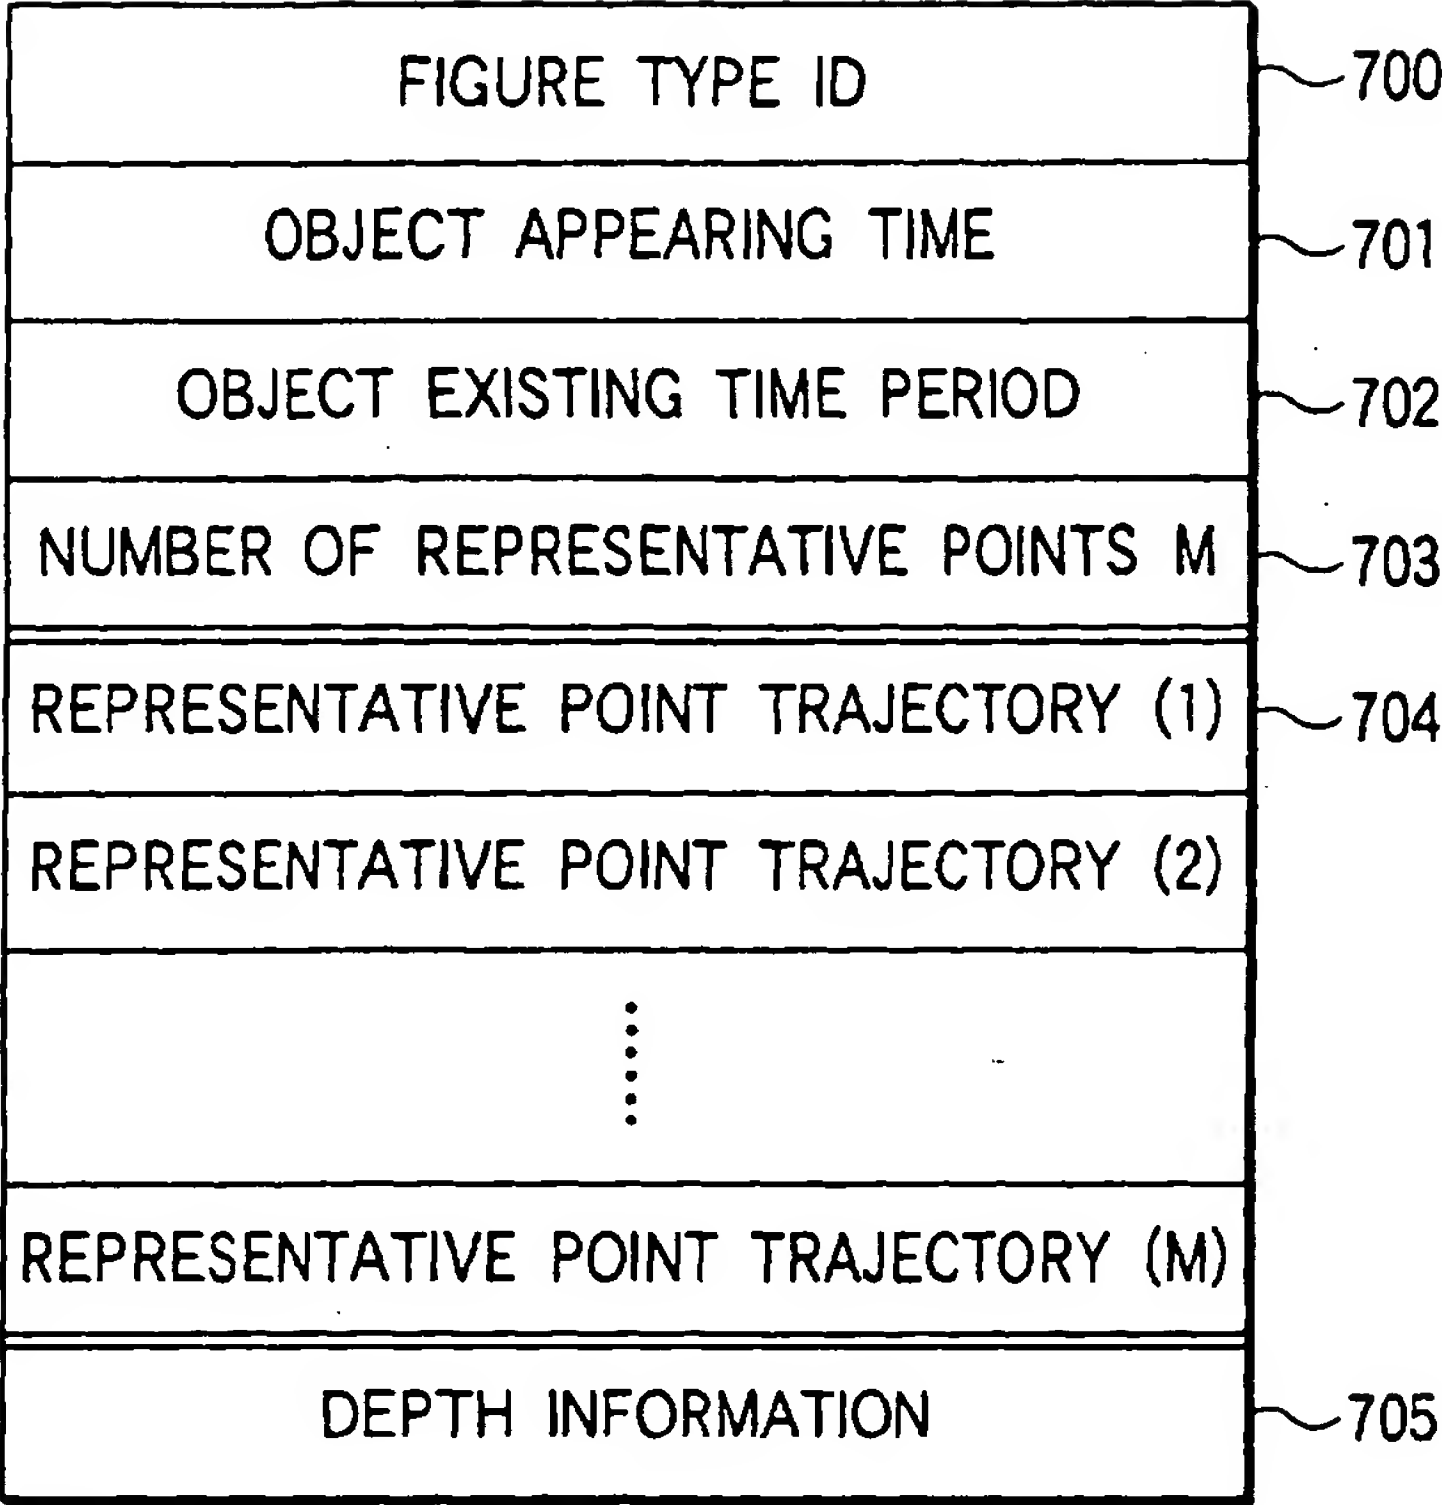 FIGURE TYPE ID 700
OBJECT APPEARING TIME 701
OBJECT EXISTING TIME PERIOD 702
NUMBER OF REPRESENTATIVE POINTS M 703
REPRESENTATIVE POINT TRAJECTORY (1) 704
REPRESENTATIVE POINT TRAJECTORY (2)
REPRESENTATIVE POINT TRAJECTORY (M)
DEPTH INFORMATION 705